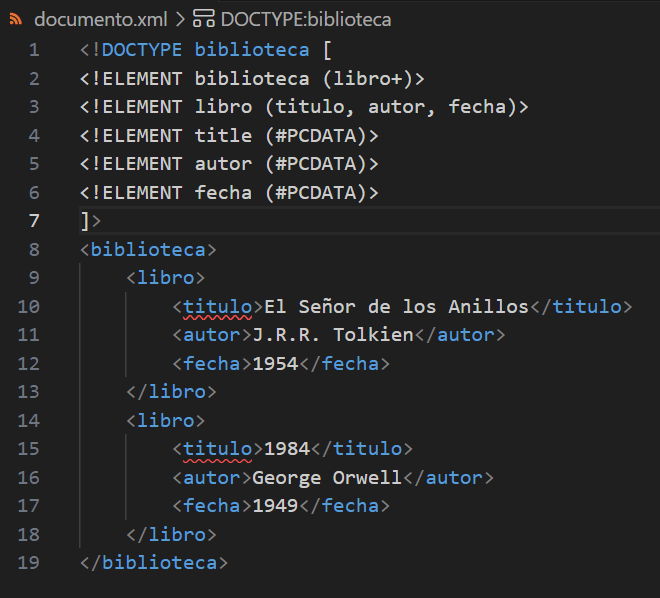 documento.xml > DOCTYPE:biblioteca
1 <!DOCTYPE biblioteca [
2 <!ELEMENT biblioteca (libro+)>
3 <!ELEMENT libro (titulo, autor, fecha)>
4 <!ELEMENT title (#PCDATA)>
5 <!ELEMENT autor (#PCDATA)>
6 <!ELEMENT fecha (#PCDATA)>
7 ]>
8 <biblioteca>
9     <libro>
10         <titulo>El Señor de los Anillos</titulo>
11         <autor>J.R.R. Tolkien</autor>
12         <fecha>1954</fecha>
13     </libro>
14     <libro>
15         <titulo>1984</titulo>
16         <autor>George Orwell</autor>
17         <fecha>1949</fecha>
18     </libro>
19 </biblioteca>